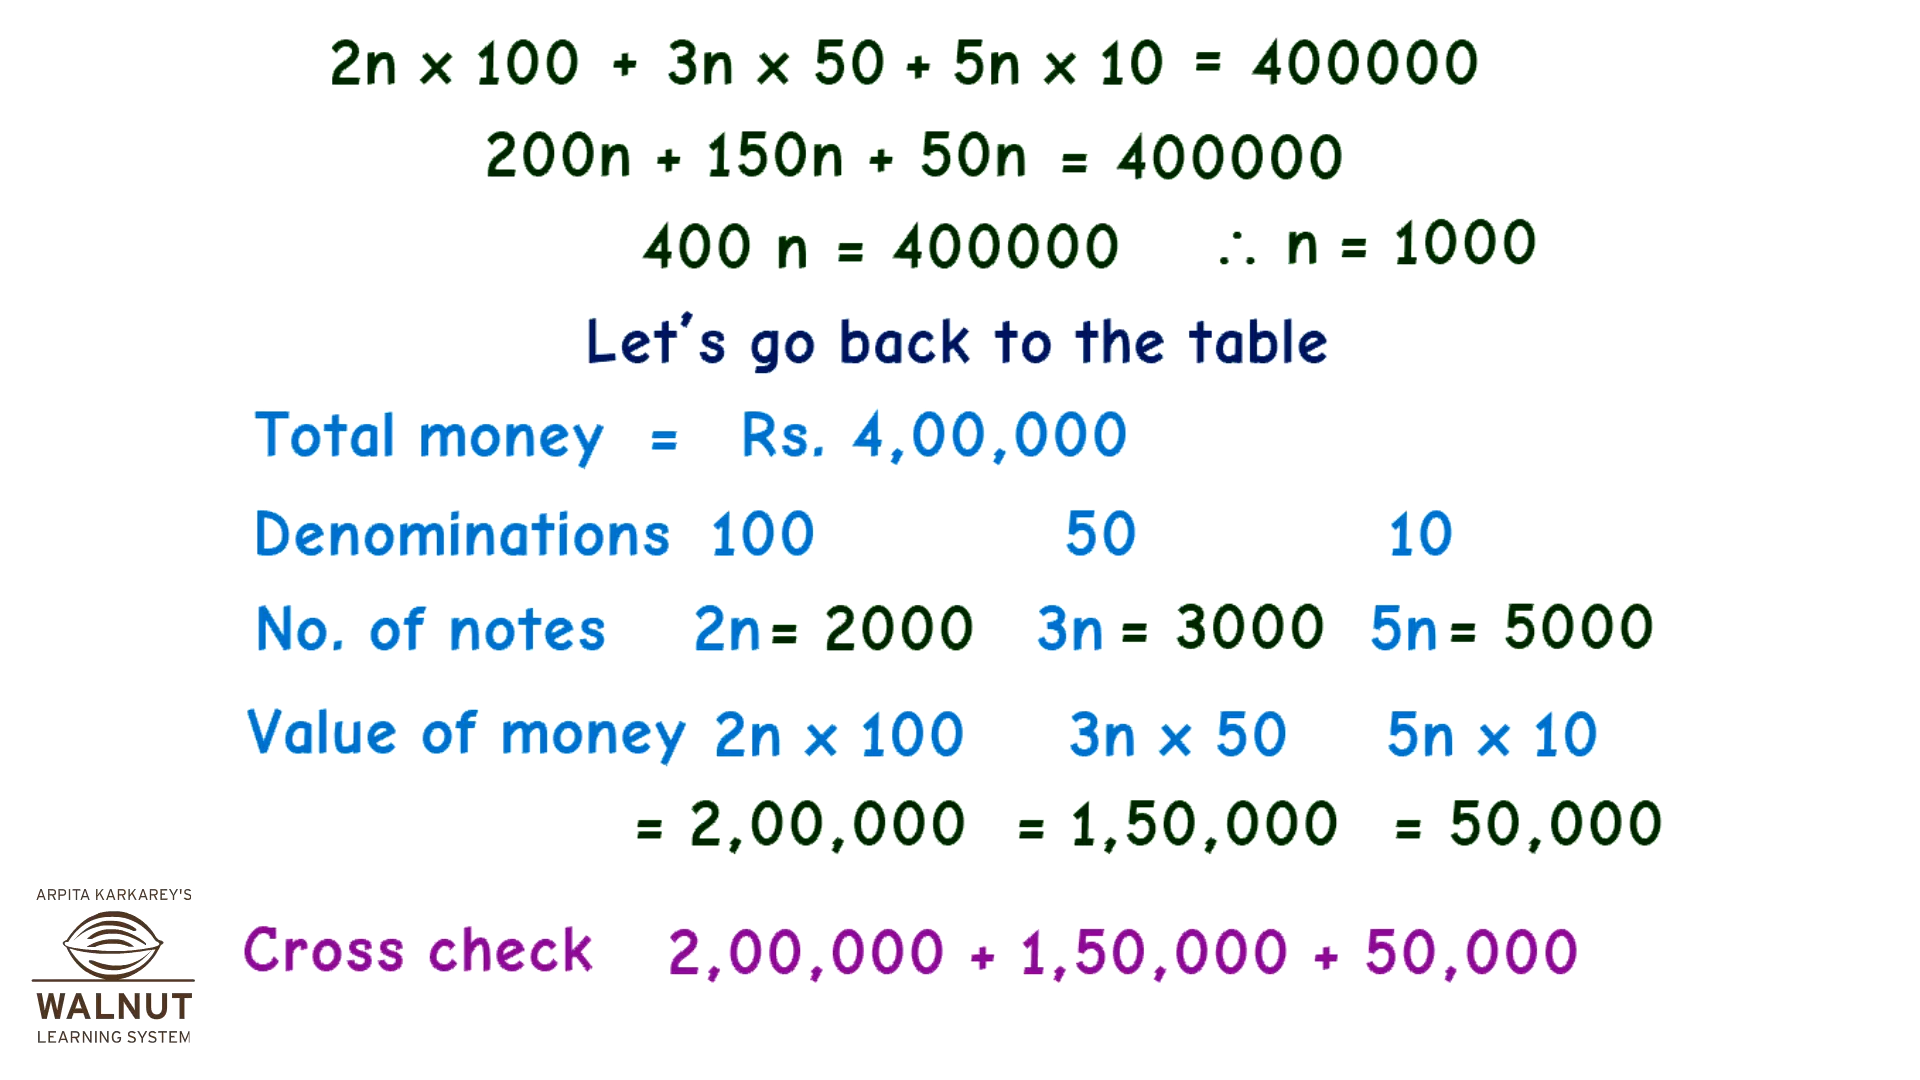 2n x 100 + 3n x 50 + 5n x 10 = 400000
200n + 150n + 50n = 400000
400 n = 400000 ∴ n = 1000
Let's go back to the table
Total money = Rs. 4,00,000
Denominations 100 50 10
No. of notes 2n = 2000 3n = 3000 5n = 5000
Value of money 2n x 100 3n x 50 5n x 10
= 2,00,000 = 1,50,000 = 50,000
Cross check 2,00,000 + 1,50,000 + 50,000
ARPITA KARKAREY'S
WALNUT
LEARNING SYSTEM